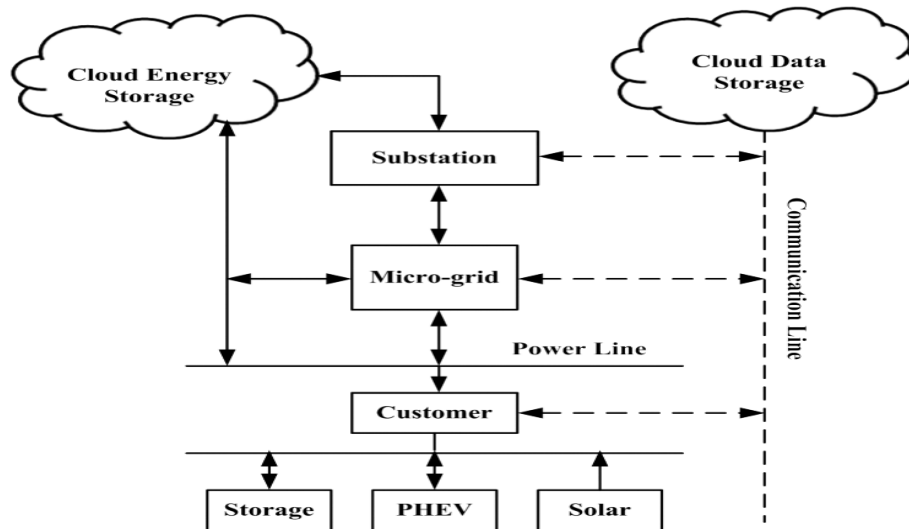 Cloud Energy
Storage
Cloud Data
Storage
Substation
Communication Line
Micro-grid
Power Line
Customer
Storage
PHEV
Solar